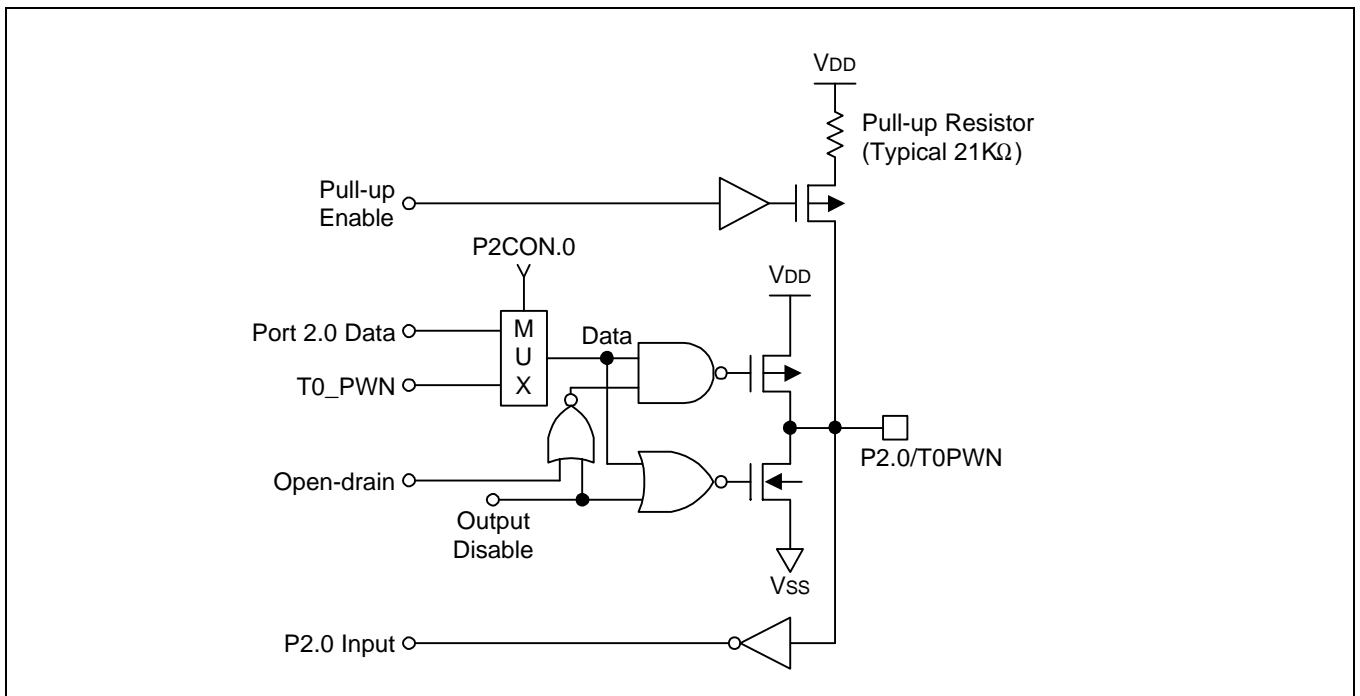 VDD
Pull-up Resistor
(Typical 21KΩ)
Pull-up
Enable
P2CON.0
VDD
Port 2.0 Data
M
U
X
Data
T0_PWN
P2.0/T0PWN
Open-drain
Output
Disable
VSS
P2.0 Input